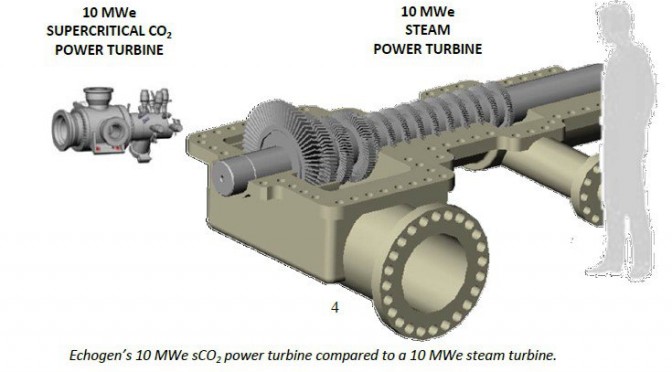 10 MWe
SUPERCRITICAL CO₂
POWER TURBINE
10 MWe
STEAM
POWER TURBINE
4
Echogen's 10 MWe sCO₂ power turbine compared to a 10 MWe steam turbine.